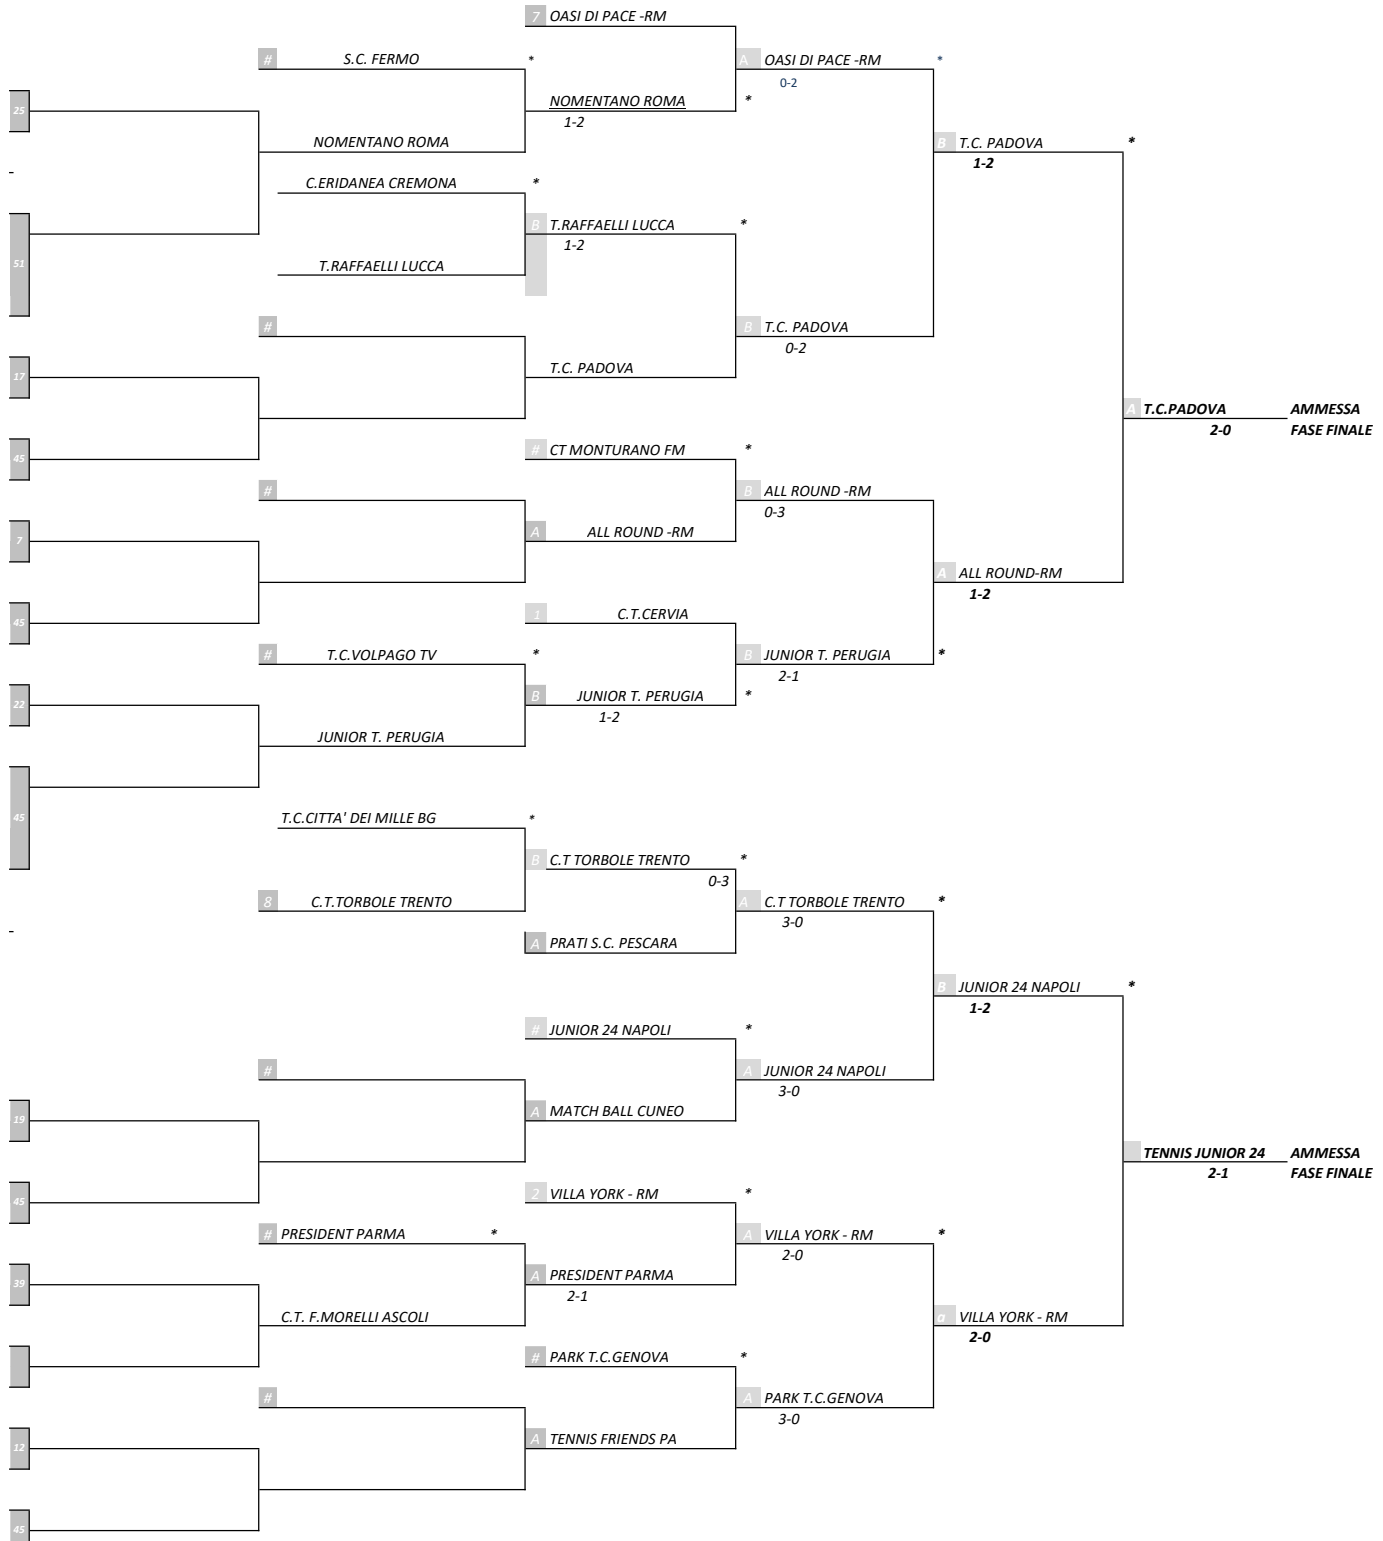 7 OASI DI PACE -RM
# S.C. FERMO *
A OASI DI PACE -RM *
0-2
25
NOMENTANO ROMA *
1-2
NOMENTANO ROMA
B T.C. PADOVA *
1-2
-
C.ERIDANEA CREMONA *
51
B T.RAFFAELLI LUCCA *
1-2
T.RAFFAELLI LUCCA
#
B T.C. PADOVA
0-2
17
T.C. PADOVA
A T.C.PADOVA AMMESSA
2-0 FASE FINALE
45
# CT MONTURANO FM *
#
B ALL ROUND -RM
0-3
7
A ALL ROUND -RM
A ALL ROUND-RM
1-2
45
1 C.T.CERVIA
# T.C.VOLPAGO TV *
B JUNIOR T. PERUGIA *
2-1
22
B JUNIOR T. PERUGIA *
1-2
JUNIOR T. PERUGIA
45
T.C.CITTA' DEI MILLE BG *
B C.T TORBOLE TRENTO *
0-3
8 C.T.TORBOLE TRENTO
A C.T TORBOLE TRENTO *
3-0
-
A PRATI S.C. PESCARA
B JUNIOR 24 NAPOLI *
1-2
# JUNIOR 24 NAPOLI *
#
A JUNIOR 24 NAPOLI
3-0
19
A MATCH BALL CUNEO
TENNIS JUNIOR 24 AMMESSA
2-1 FASE FINALE
45
2 VILLA YORK - RM *
# PRESIDENT PARMA *
A VILLA YORK - RM *
2-0
39
A PRESIDENT PARMA
2-1
C.T. F.MORELLI ASCOLI
a VILLA YORK - RM
2-0
# PARK T.C.GENOVA *
#
A PARK T.C.GENOVA
3-0
12
A TENNIS FRIENDS PA
45